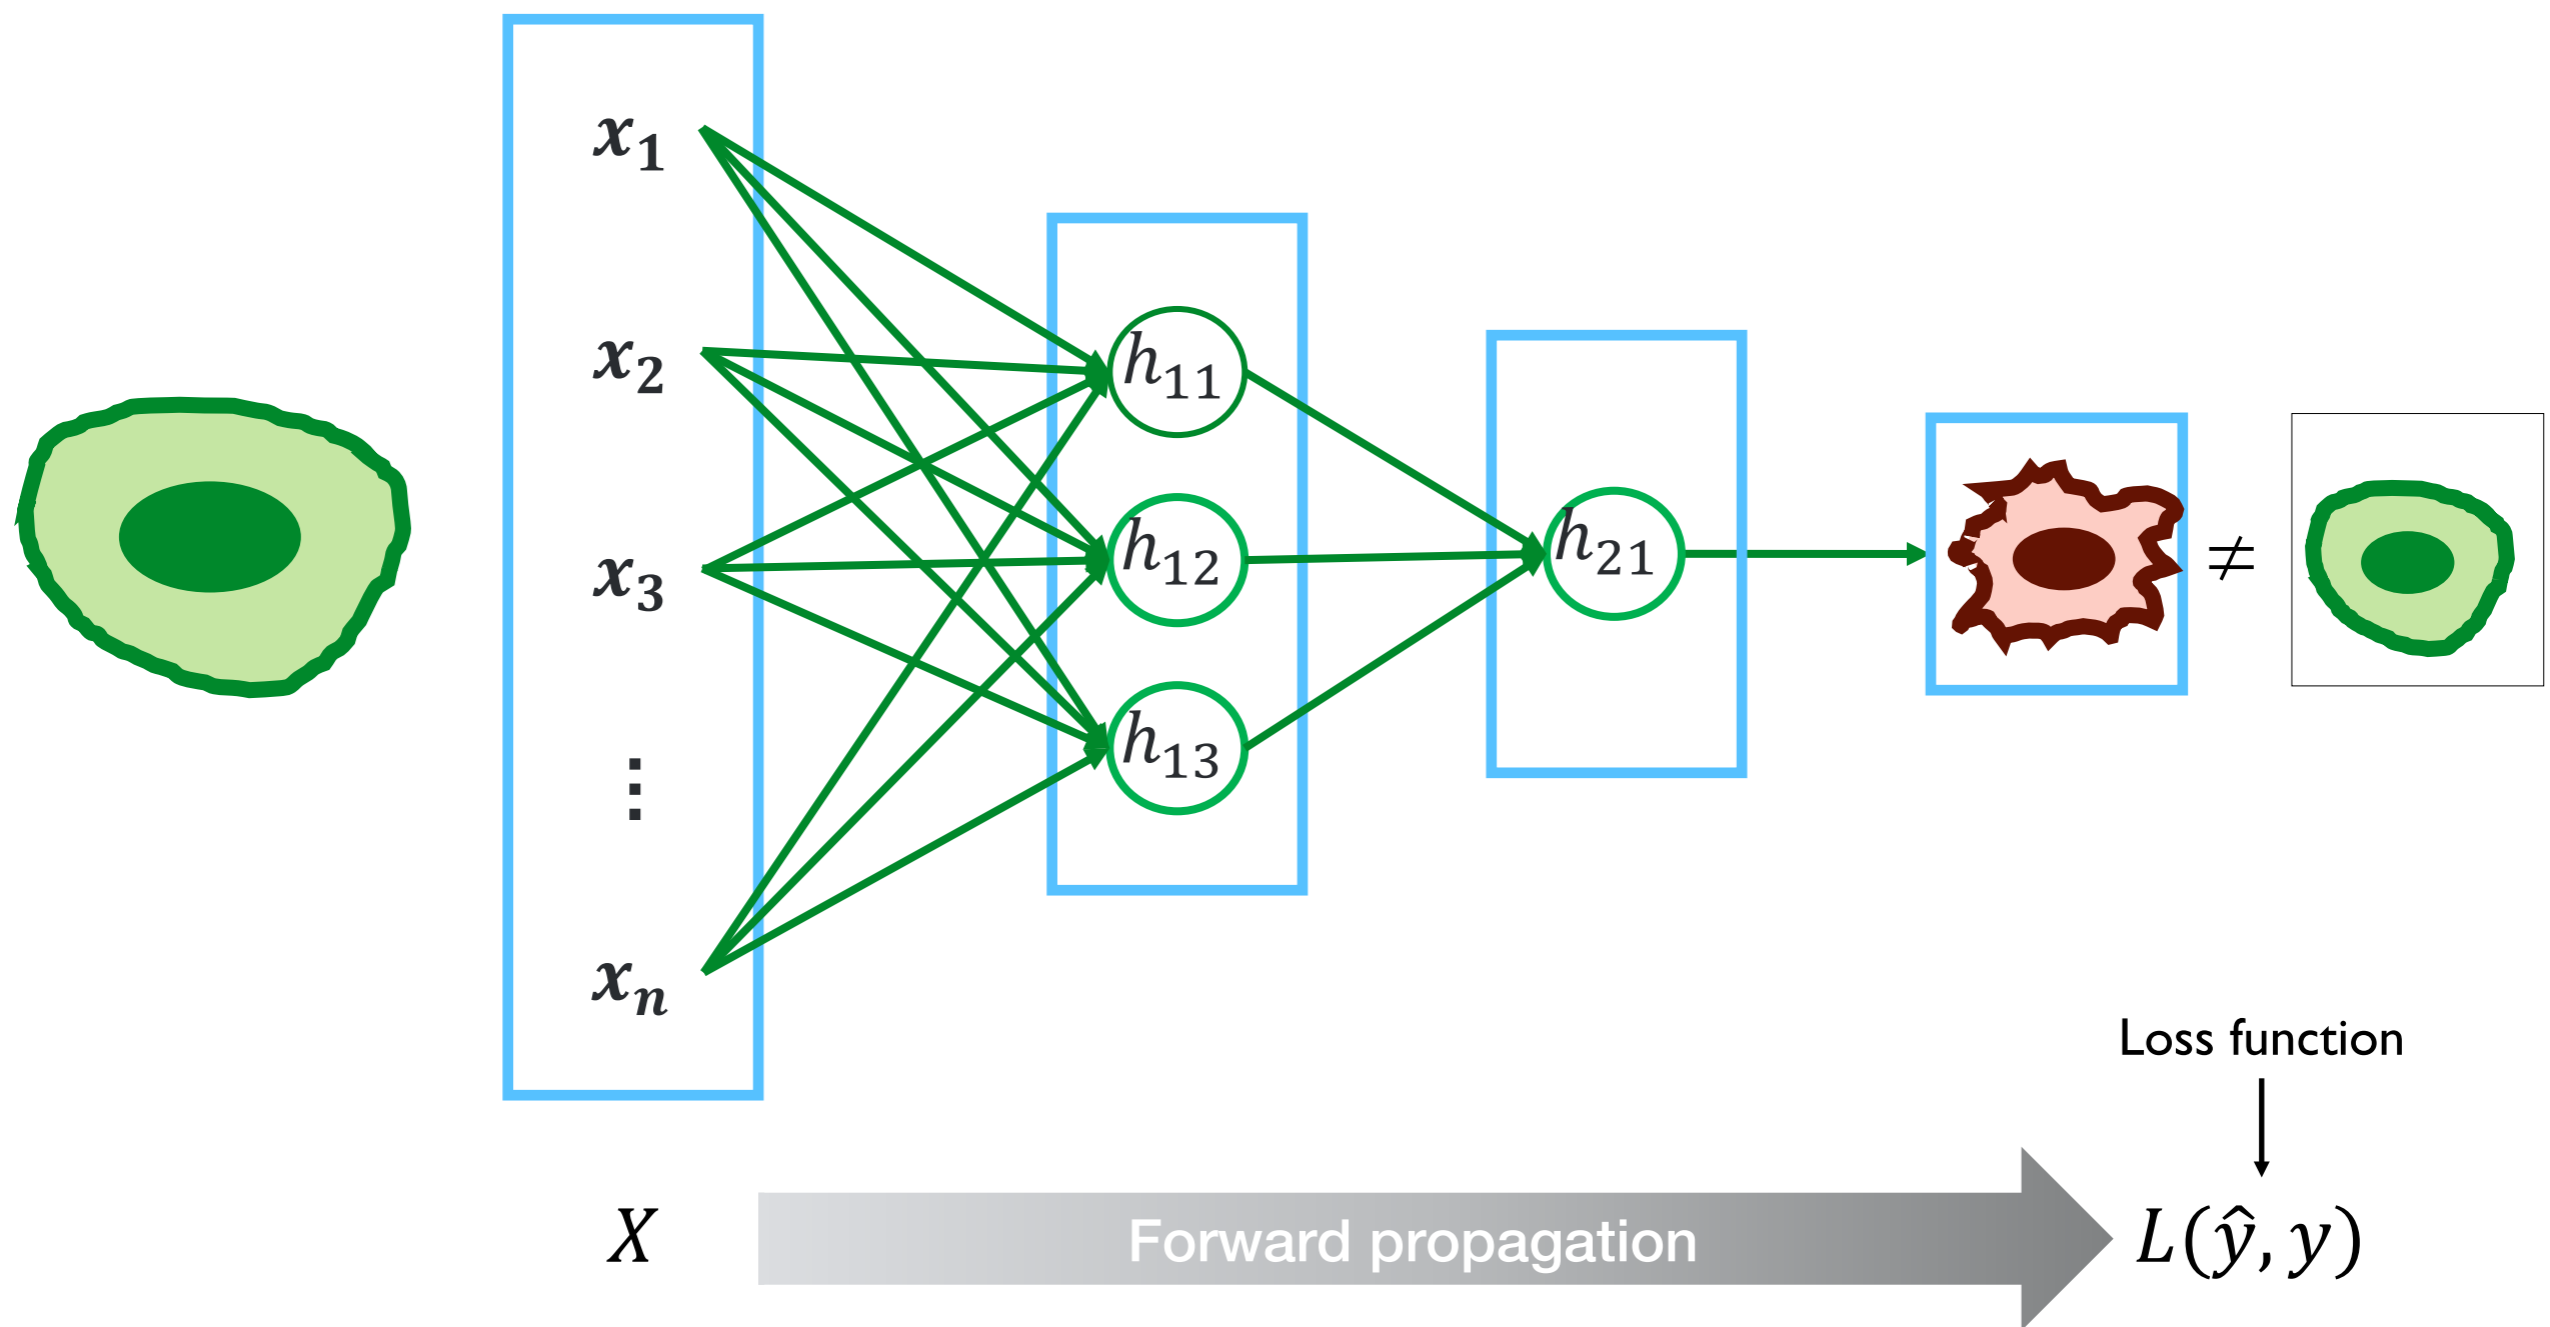 x₁
x₂
x₃
⋮
xₙ
h₁₁
h₁₂
h₁₃
h₂₁
≠
Loss function
X
Forward propagation
L(ŷ, y)